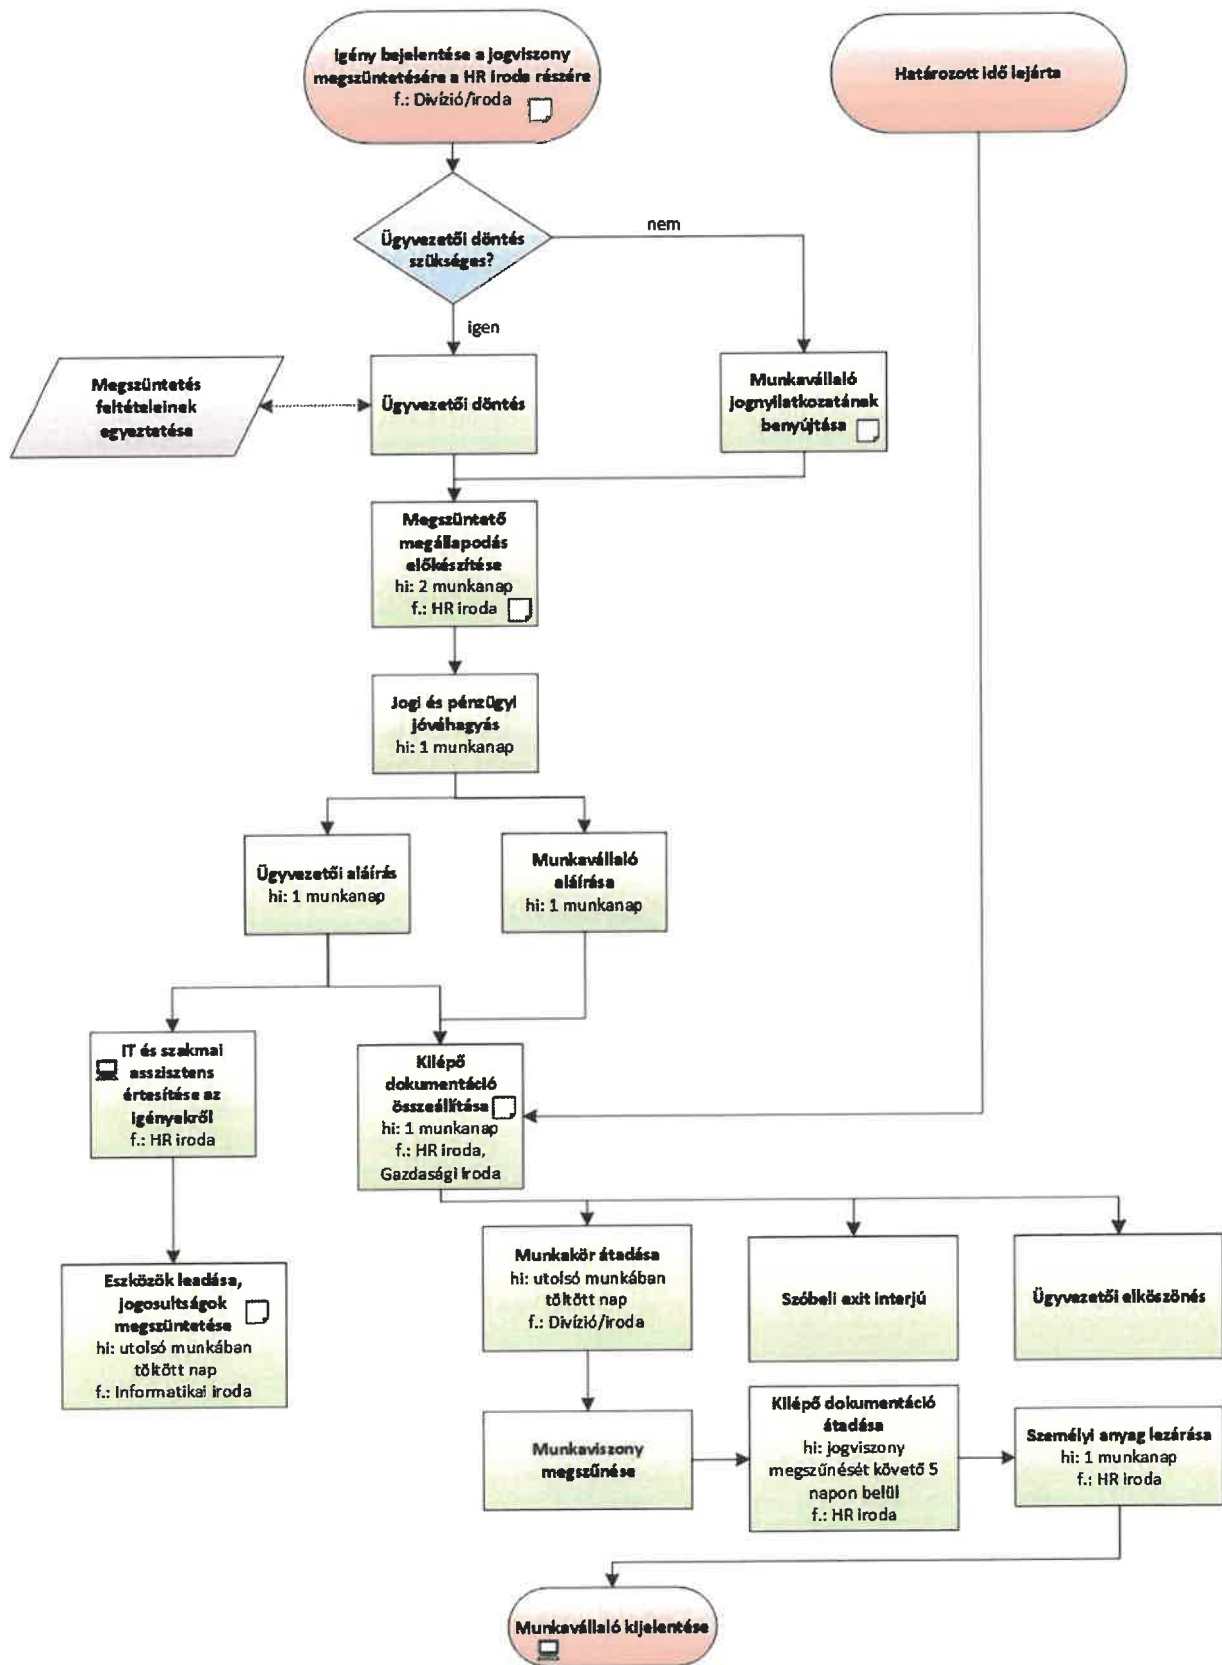 Igény bejelentése a jogviszony
megszüntetésére a HR iroda részére
f.: Divízió/iroda
Határozott idő lejárta
Ügyvezetői döntés
szükséges?
nem
igen
Megszüntetés
feltételeinek
egyeztetése
Ügyvezetői döntés
Munkavállaló
jognyilatkozatának
benyújtása
Megszüntető
megállapodás
előkészítése
hi: 2 munkanap
f.: HR iroda
Jogi és pénzügyi
jóváhagyás
hi: 1 munkanap
Ügyvezetői aláírás
hi: 1 munkanap
Munkavállaló
aláírása
hi: 1 munkanap
IT és szakmai
asszisztens
értesítése az
igényekről
f.: HR iroda
Kilépő
dokumentáció
összeállítása
hi: 1 munkanap
f.: HR iroda,
Gazdasági iroda
Eszközök leadása,
jogosultságok
megszüntetése
hi: utolsó munkában
töltött nap
f.: Informatikai iroda
Munkakör átadása
hi: utolsó munkában
töltött nap
f.: Divízió/iroda
Szóbeli exit interjú
Ügyvezetői elköszönés
Munkaviszony
megszűnése
Kilépő dokumentáció
átadása
hi: jogviszony
megszűnését követő 5
napon belül
f.: HR iroda
Személyi anyag lezárása
hi: 1 munkanap
f.: HR iroda
Munkavállaló kijelentése